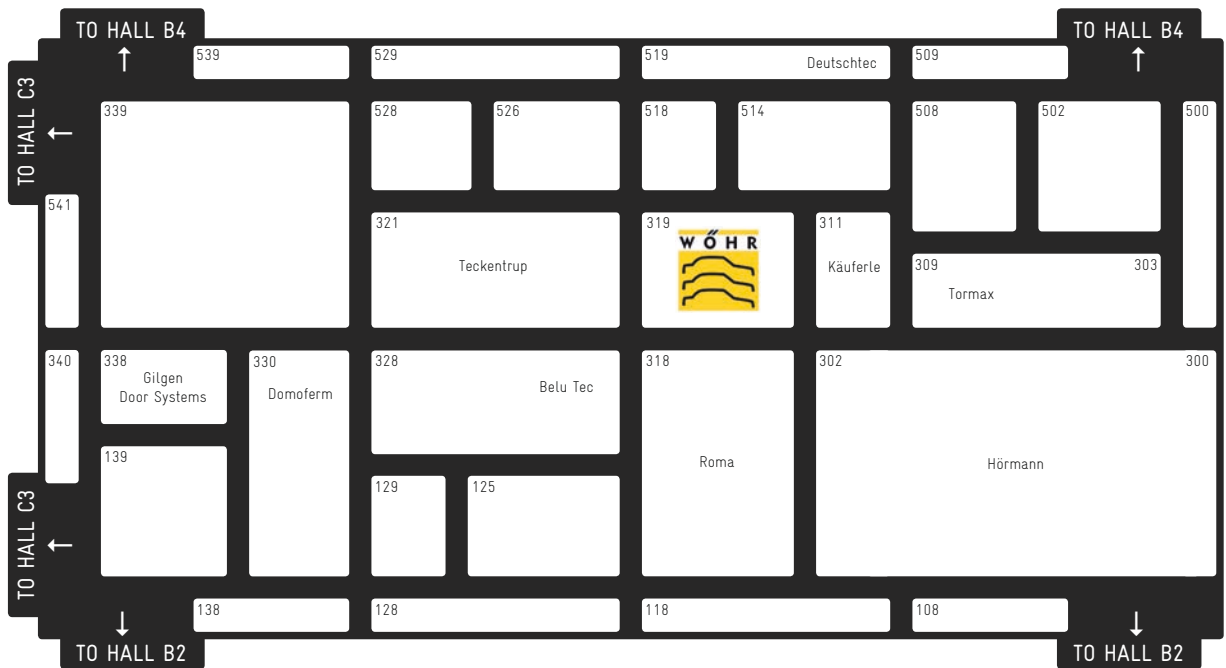 TO HALL B4
TO HALL B4
539
529
519
Deutschtec
509
TO HALL C3
339
528
526
518
514
508
502
500
541
321
Teckentrup
319
WŐHR
311
Käuferle
309
303
Tormax
340
338
Gilgen
Door Systems
330
Domoferm
328
Belu Tec
318
Roma
302
300
Hörmann
139
129
125
TO HALL C3
138
128
118
108
TO HALL B2
TO HALL B2